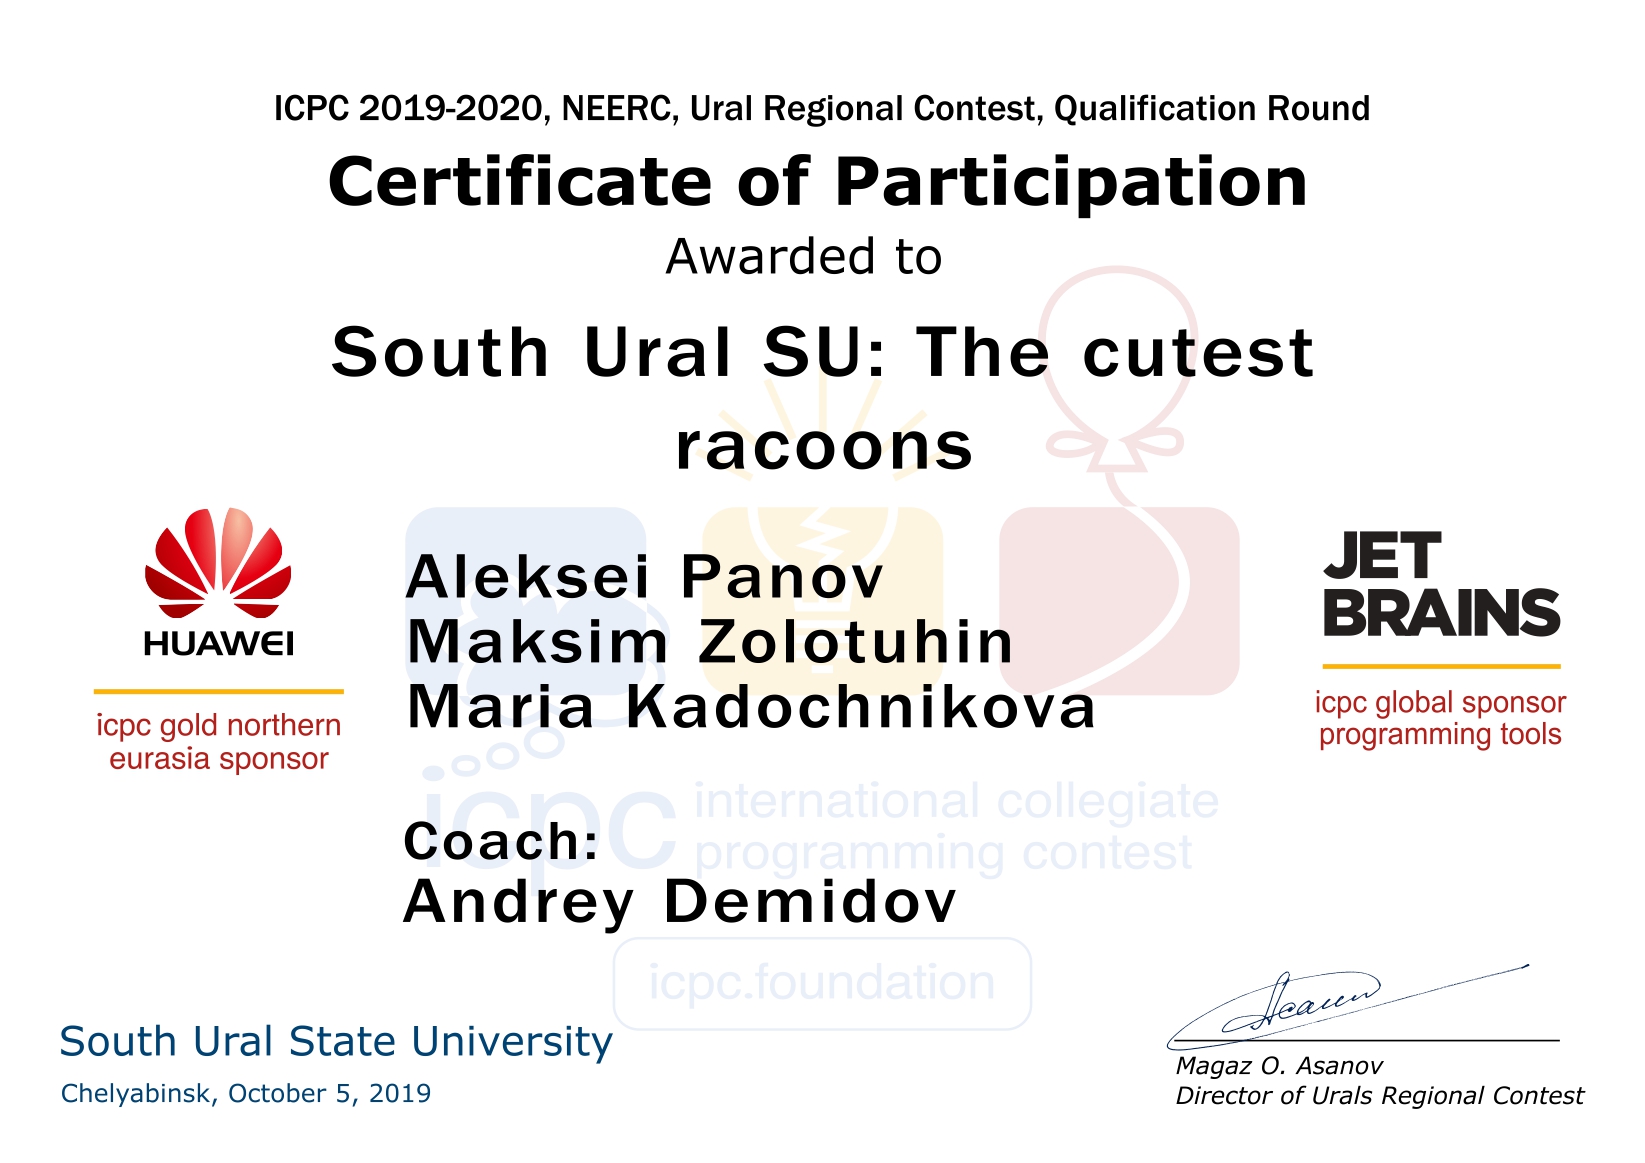 ICPC 2019-2020, NEERC, Ural Regional Contest, Qualification Round
Certificate of Participation
Awarded to
South Ural SU: The cutest
racoons
HUAWEI
icpc gold northern
eurasia sponsor
Aleksei Panov
Maksim Zolotuhin
Maria Kadochnikova
JET
BRAINS
icpc global sponsor
programming tools
icpc
international collegiate
programming contest
Coach:
Andrey Demidov
icpc.foundation
South Ural State University
Chelyabinsk, October 5, 2019
Magaz O. Asanov
Director of Urals Regional Contest